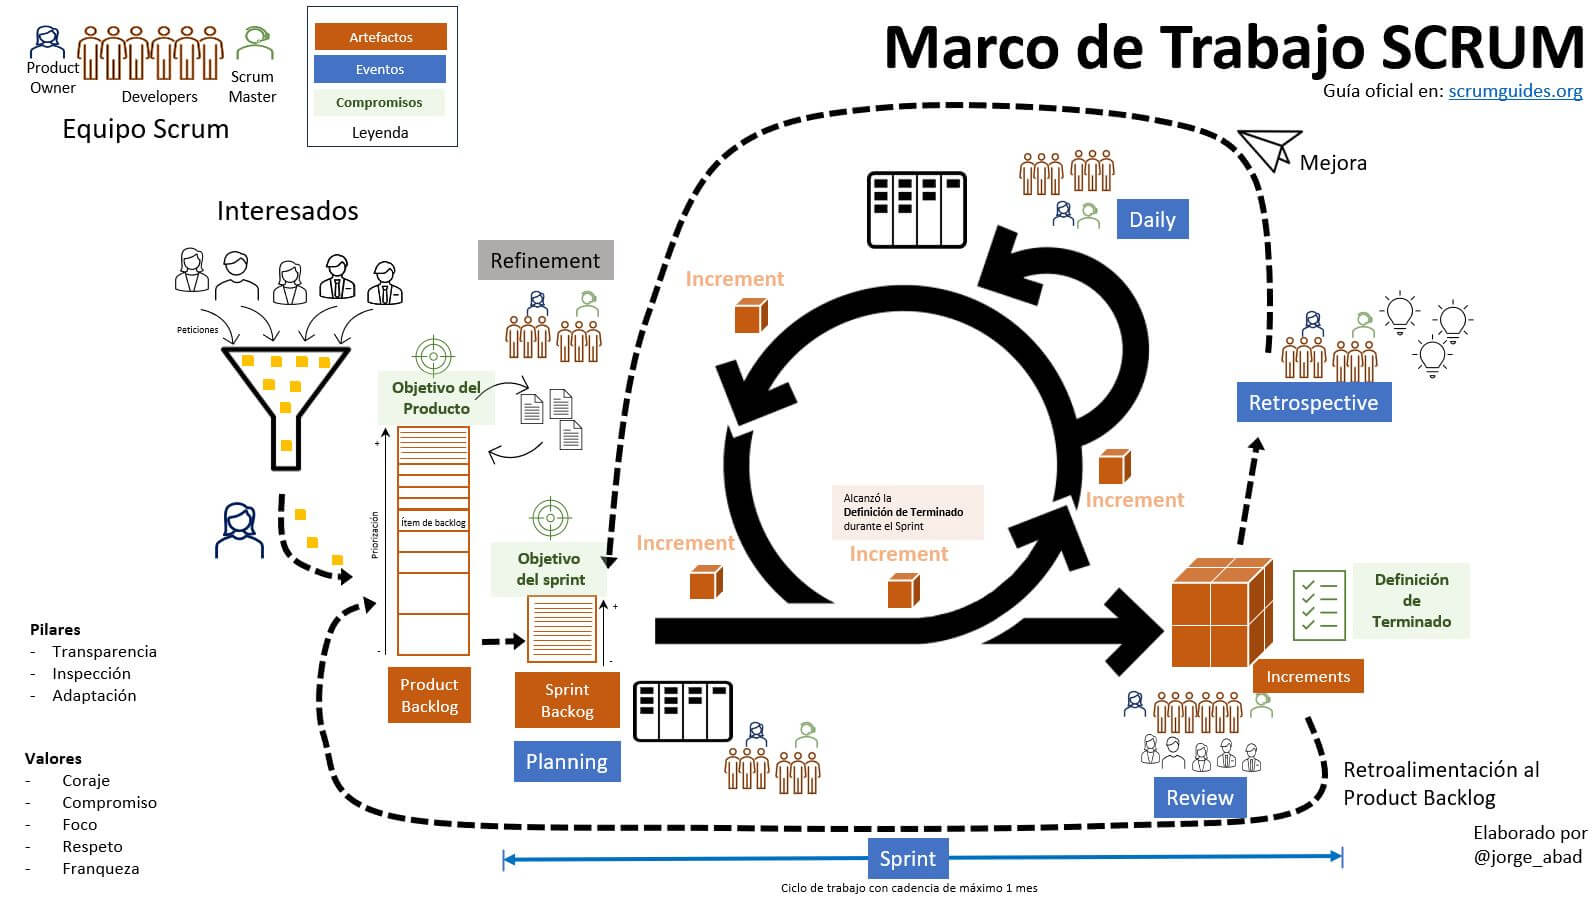 Marco de Trabajo SCRUM
Guía oficial en: scrumguides.org
Product
Owner
Developers
Scrum
Master
Equipo Scrum
Artefactos
Eventos
Compromisos
Leyenda
Interesados
Peticiones
Refinement
Objetivo del
Producto
+
Priorización
-
Ítem de backlog
Product
Backlog
Objetivo
del sprint
+
-
Sprint
Backog
Planning
Increment
Increment
Increment
Increment
Alcanzó la
Definición de Terminado
durante el Sprint
Daily
Mejora
Retrospective
Definición
de
Terminado
Increments
Review
Retroalimentación al
Product Backlog
Pilares
- Transparencia
- Inspección
- Adaptación
Valores
- Coraje
- Compromiso
- Foco
- Respeto
- Franqueza
Sprint
Ciclo de trabajo con cadencia de máximo 1 mes
Elaborado por
@jorge_abad